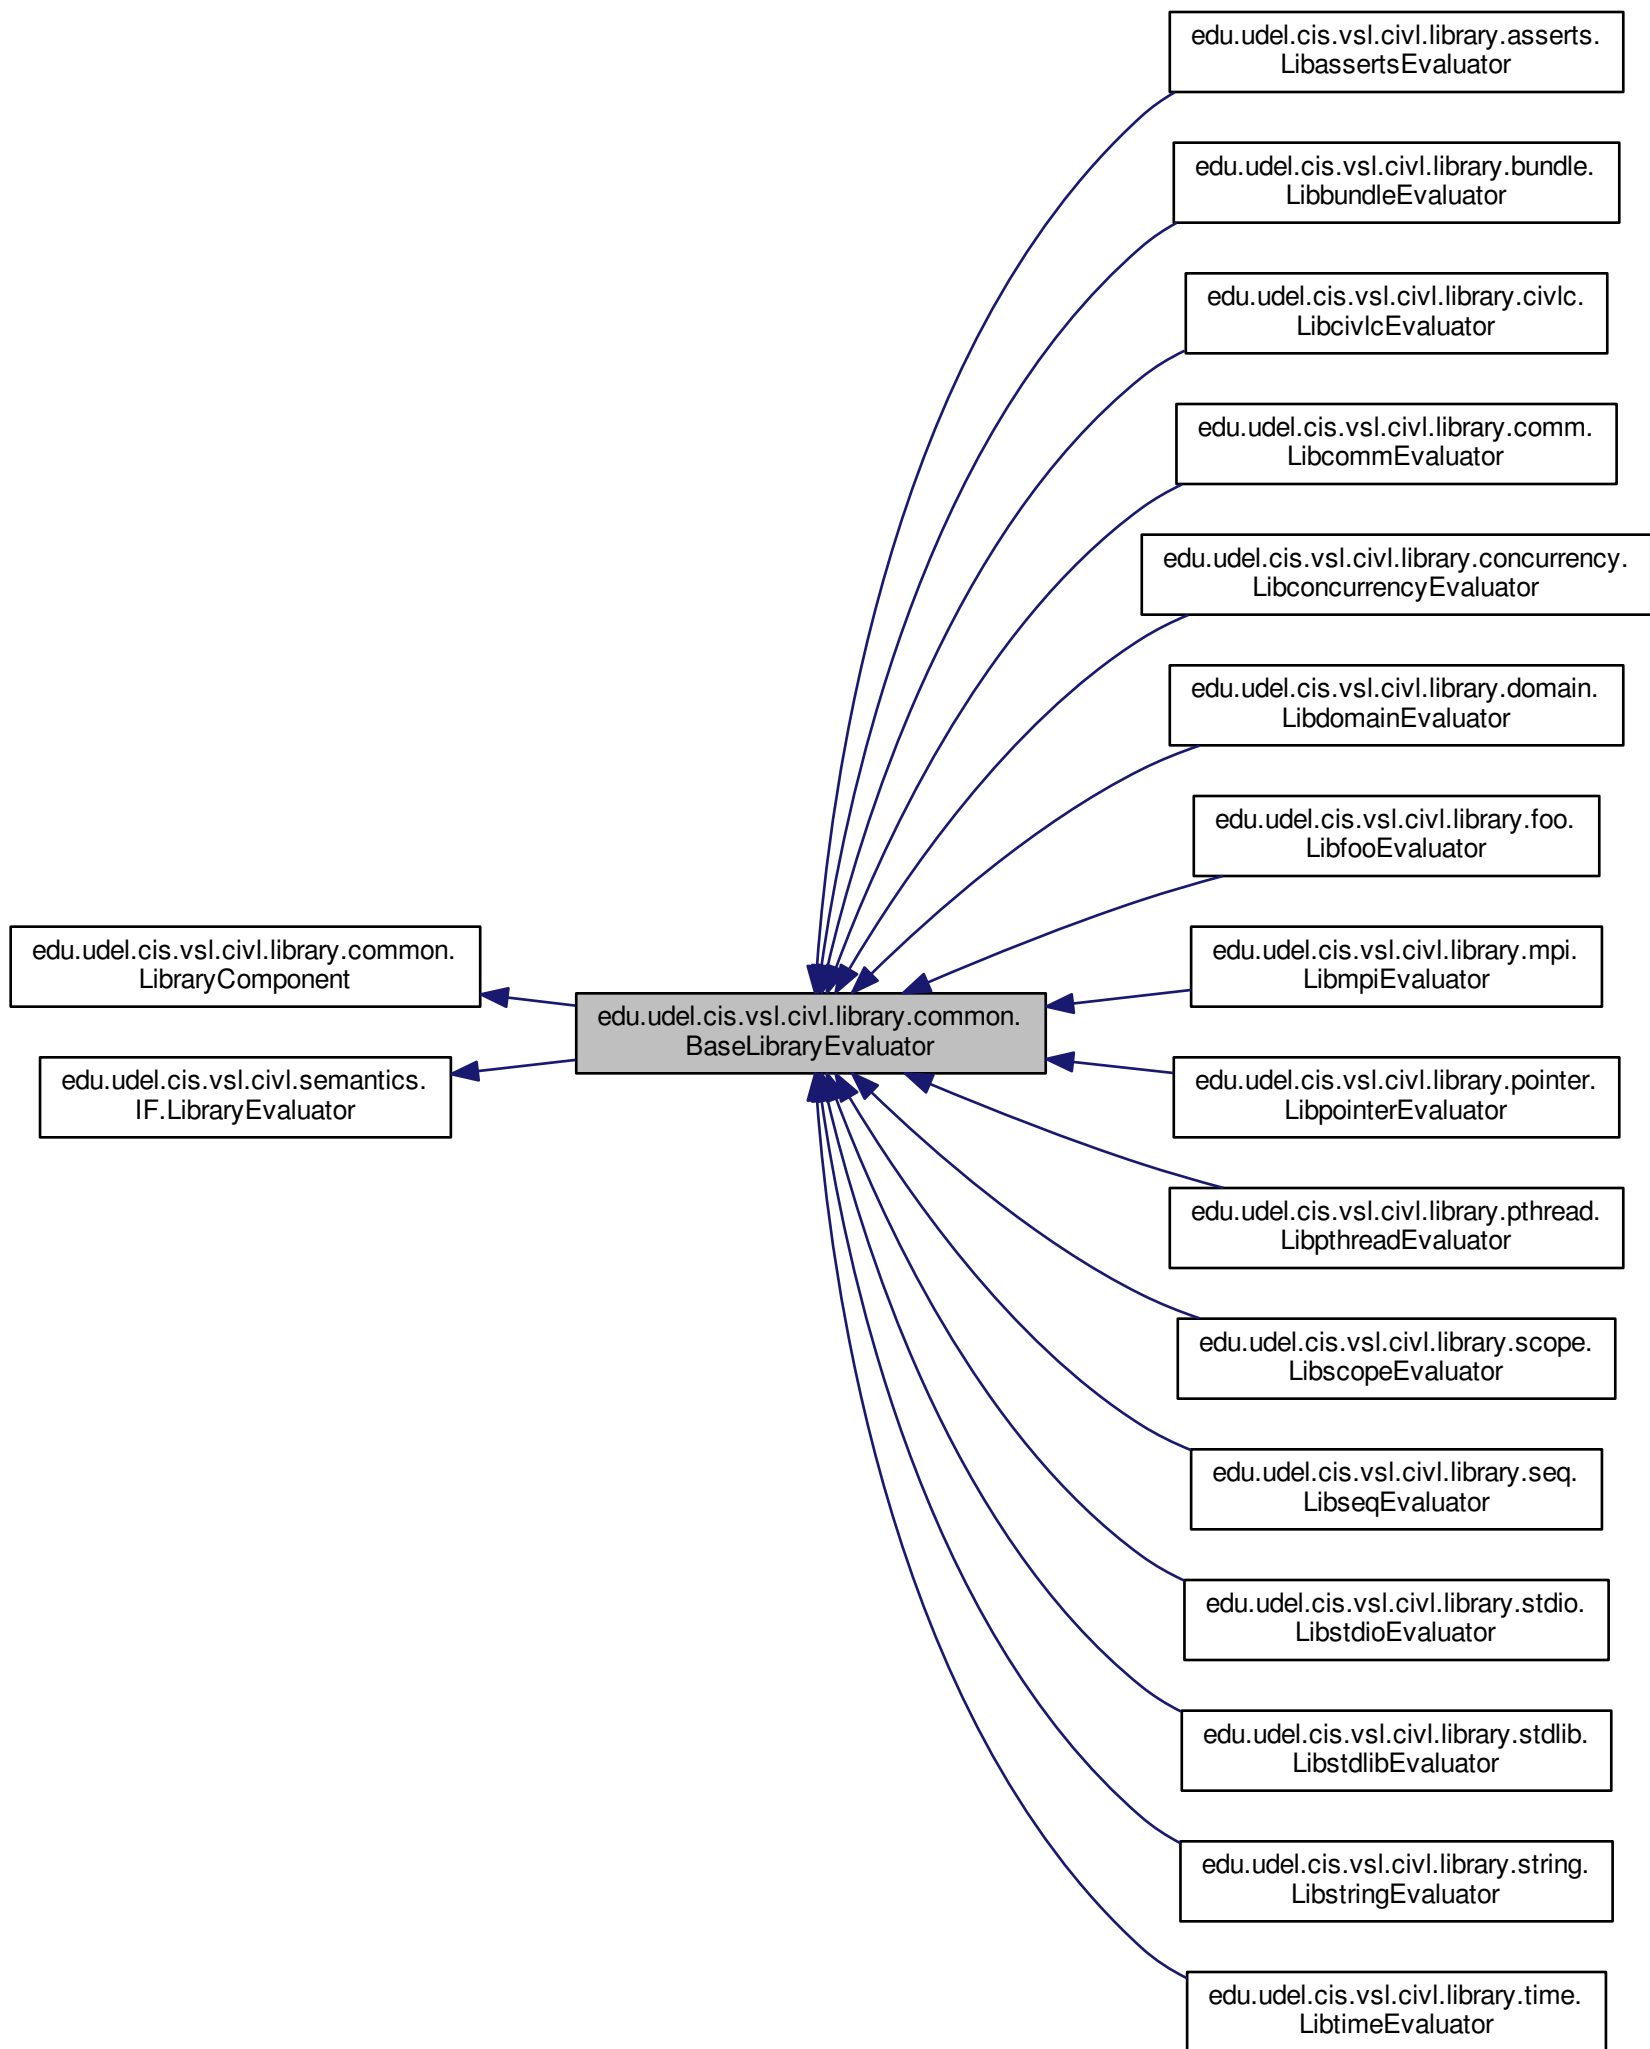 edu.udel.cis.vsl.civl.library.asserts.
LibassertsEvaluator
edu.udel.cis.vsl.civl.library.bundle.
LibbundleEvaluator
edu.udel.cis.vsl.civl.library.civlc.
LibcivlcEvaluator
edu.udel.cis.vsl.civl.library.comm.
LibcommEvaluator
edu.udel.cis.vsl.civl.library.concurrency.
LibconcurrencyEvaluator
edu.udel.cis.vsl.civl.library.domain.
LibdomainEvaluator
edu.udel.cis.vsl.civl.library.foo.
LibfooEvaluator
edu.udel.cis.vsl.civl.library.common.
LibraryComponent
edu.udel.cis.vsl.civl.semantics.
IF.LibraryEvaluator
edu.udel.cis.vsl.civl.library.common.
BaseLibraryEvaluator
edu.udel.cis.vsl.civl.library.mpi.
LibmpiEvaluator
edu.udel.cis.vsl.civl.library.pointer.
LibpointerEvaluator
edu.udel.cis.vsl.civl.library.pthread.
LibpthreadEvaluator
edu.udel.cis.vsl.civl.library.scope.
LibscopeEvaluator
edu.udel.cis.vsl.civl.library.seq.
LibseqEvaluator
edu.udel.cis.vsl.civl.library.stdio.
LibstdioEvaluator
edu.udel.cis.vsl.civl.library.stdlib.
LibstdlibEvaluator
edu.udel.cis.vsl.civl.library.string.
LibstringEvaluator
edu.udel.cis.vsl.civl.library.time.
LibtimeEvaluator